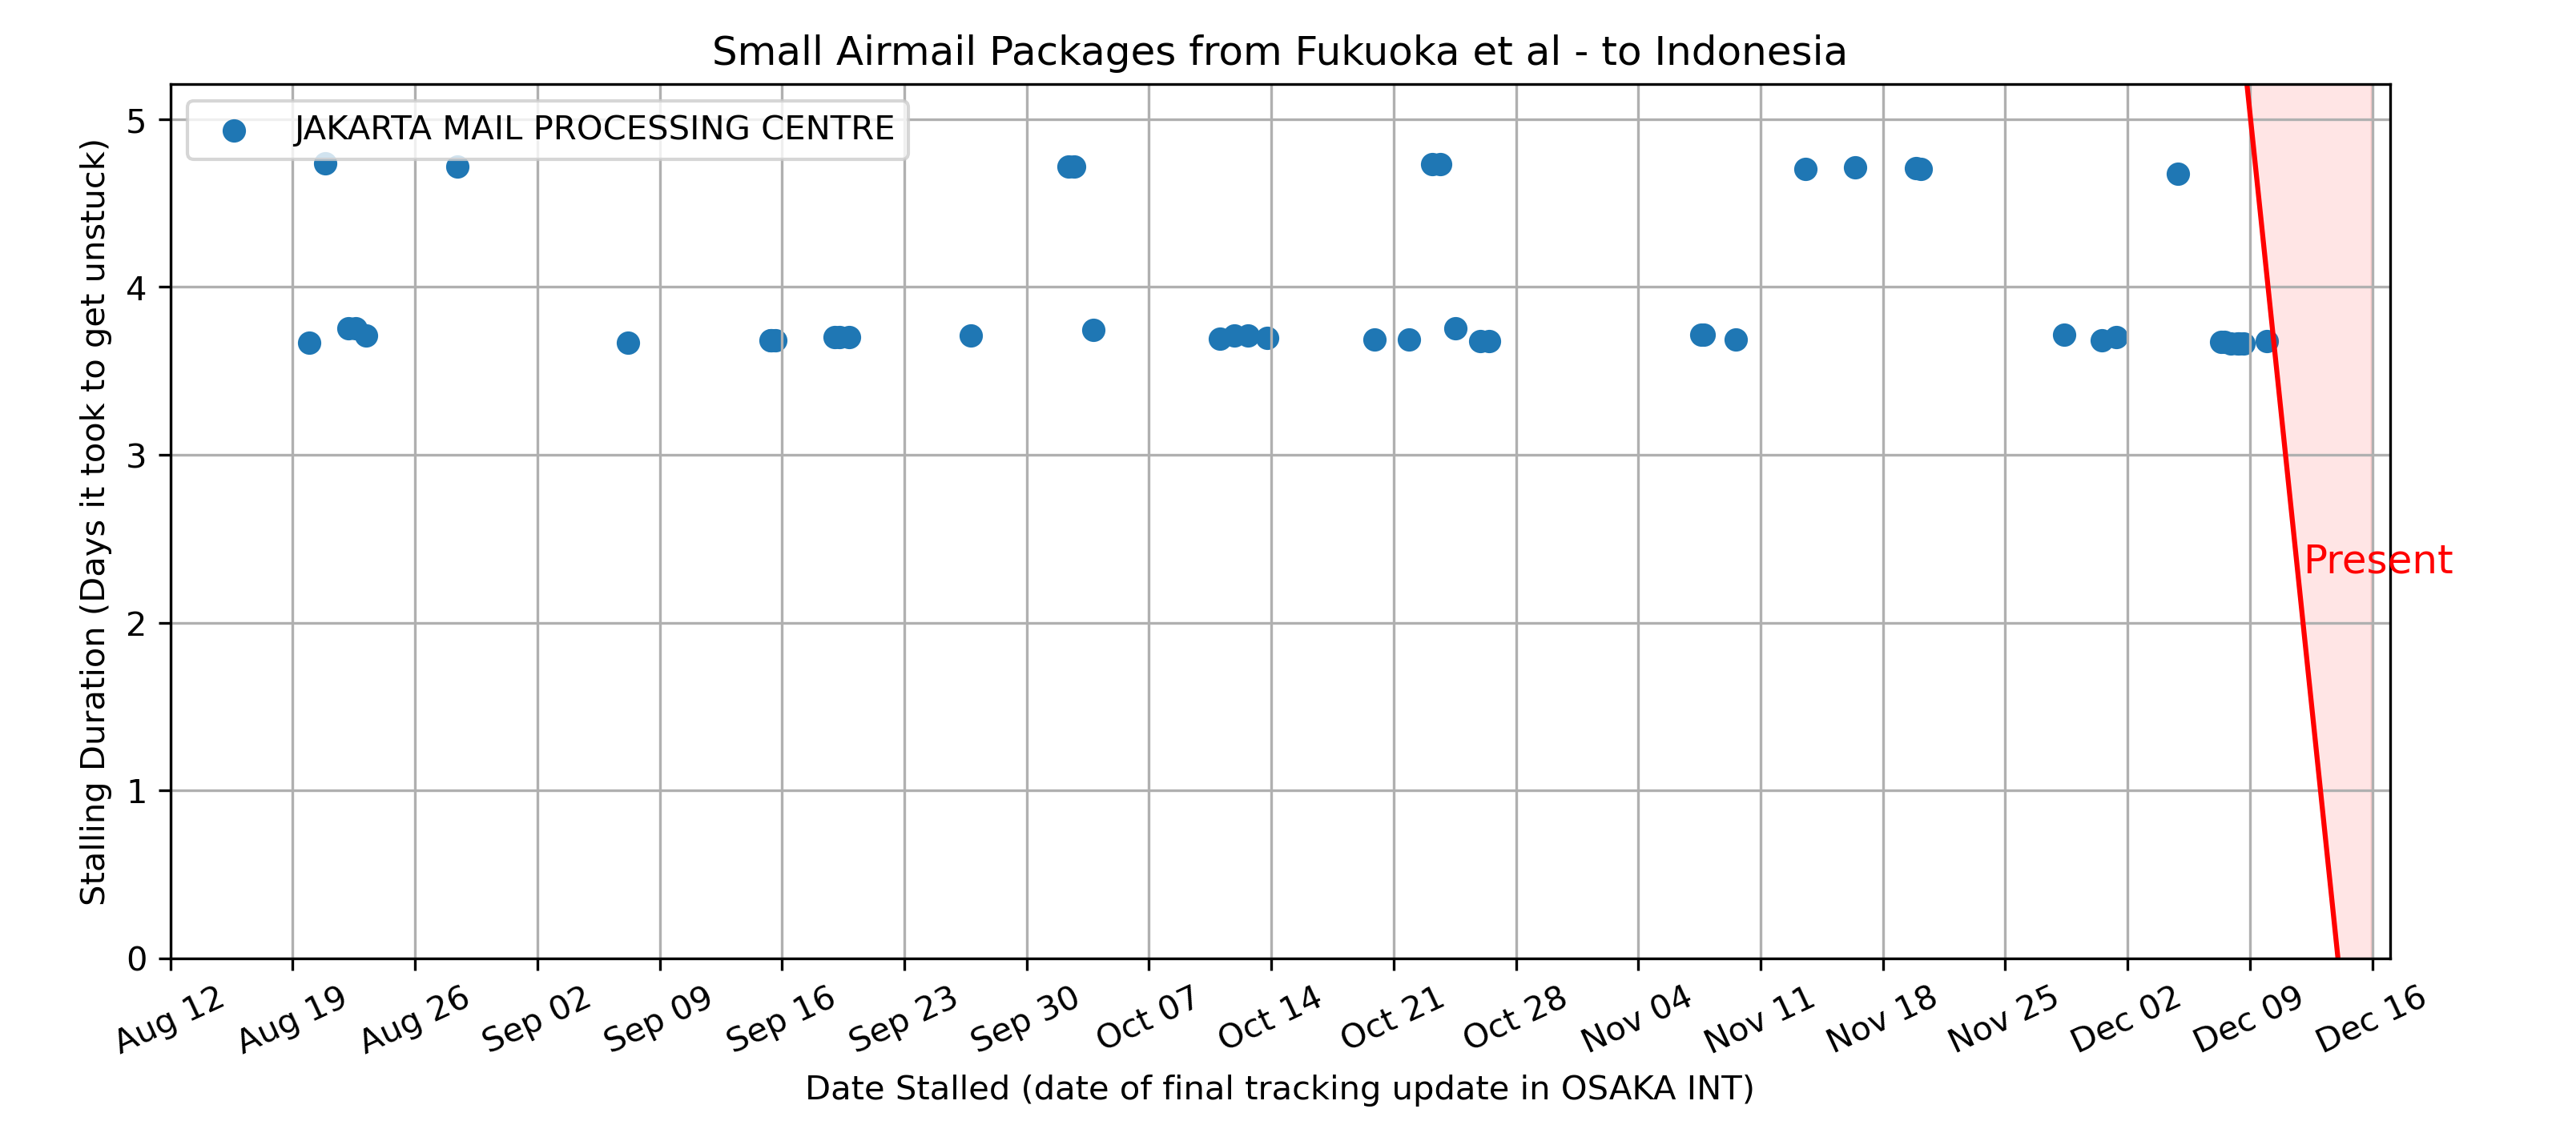 Small Airmail Packages from Fukuoka et al - to Indonesia
JAKARTA MAIL PROCESSING CENTRE
Stalling Duration (Days it took to get unstuck)
5
4
3
2
1
0
Present
Aug 12
Aug 19
Aug 26
Sep 02
Sep 09
Sep 16
Sep 23
Sep 30
Oct 07
Oct 14
Oct 21
Oct 28
Nov 04
Nov 11
Nov 18
Nov 25
Dec 02
Dec 09
Dec 16
Date Stalled (date of final tracking update in OSAKA INT)